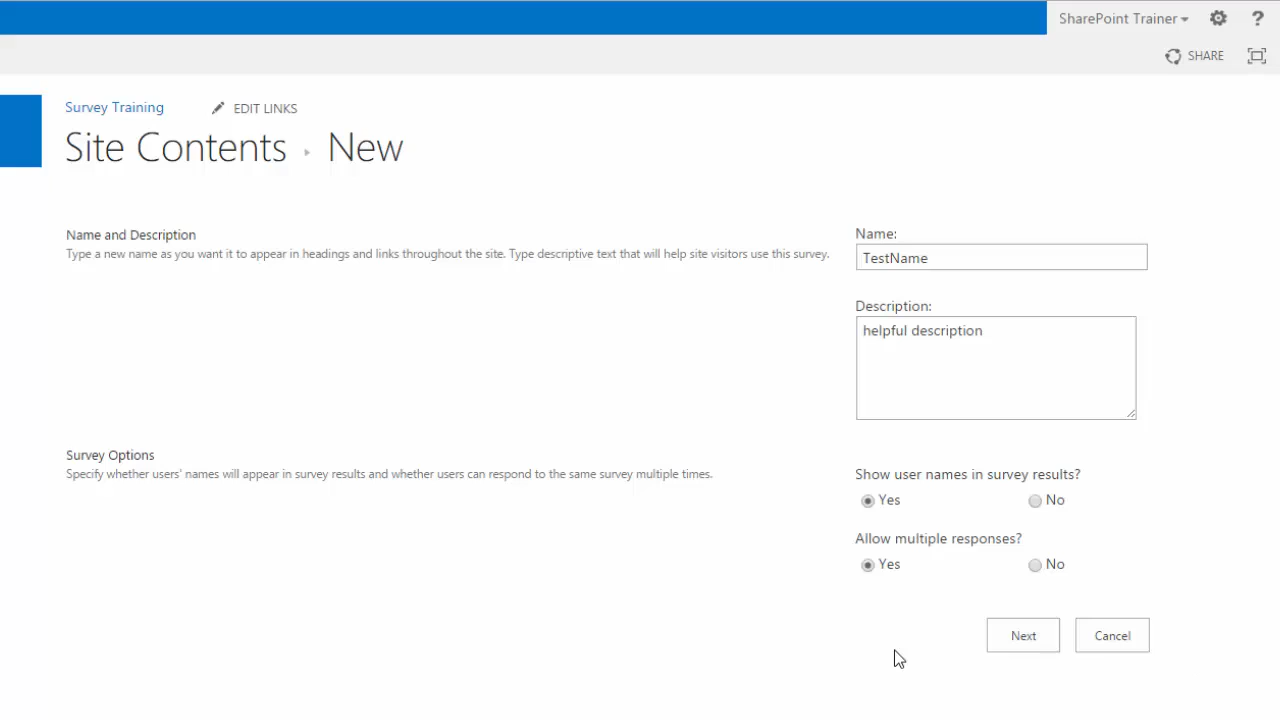 SharePoint Trainer
?
SHARE
Survey Training EDIT LINKS
Site Contents New
Name and Description
Type a new name as you want it to appear in headings and links throughout the site. Type descriptive text that will help site visitors use this survey.
Name:
TestName
Description:
helpful description
Survey Options
Specify whether users' names will appear in survey results and whether users can respond to the same survey multiple times.
Show user names in survey results?
Yes No
Allow multiple responses?
Yes No
Next Cancel